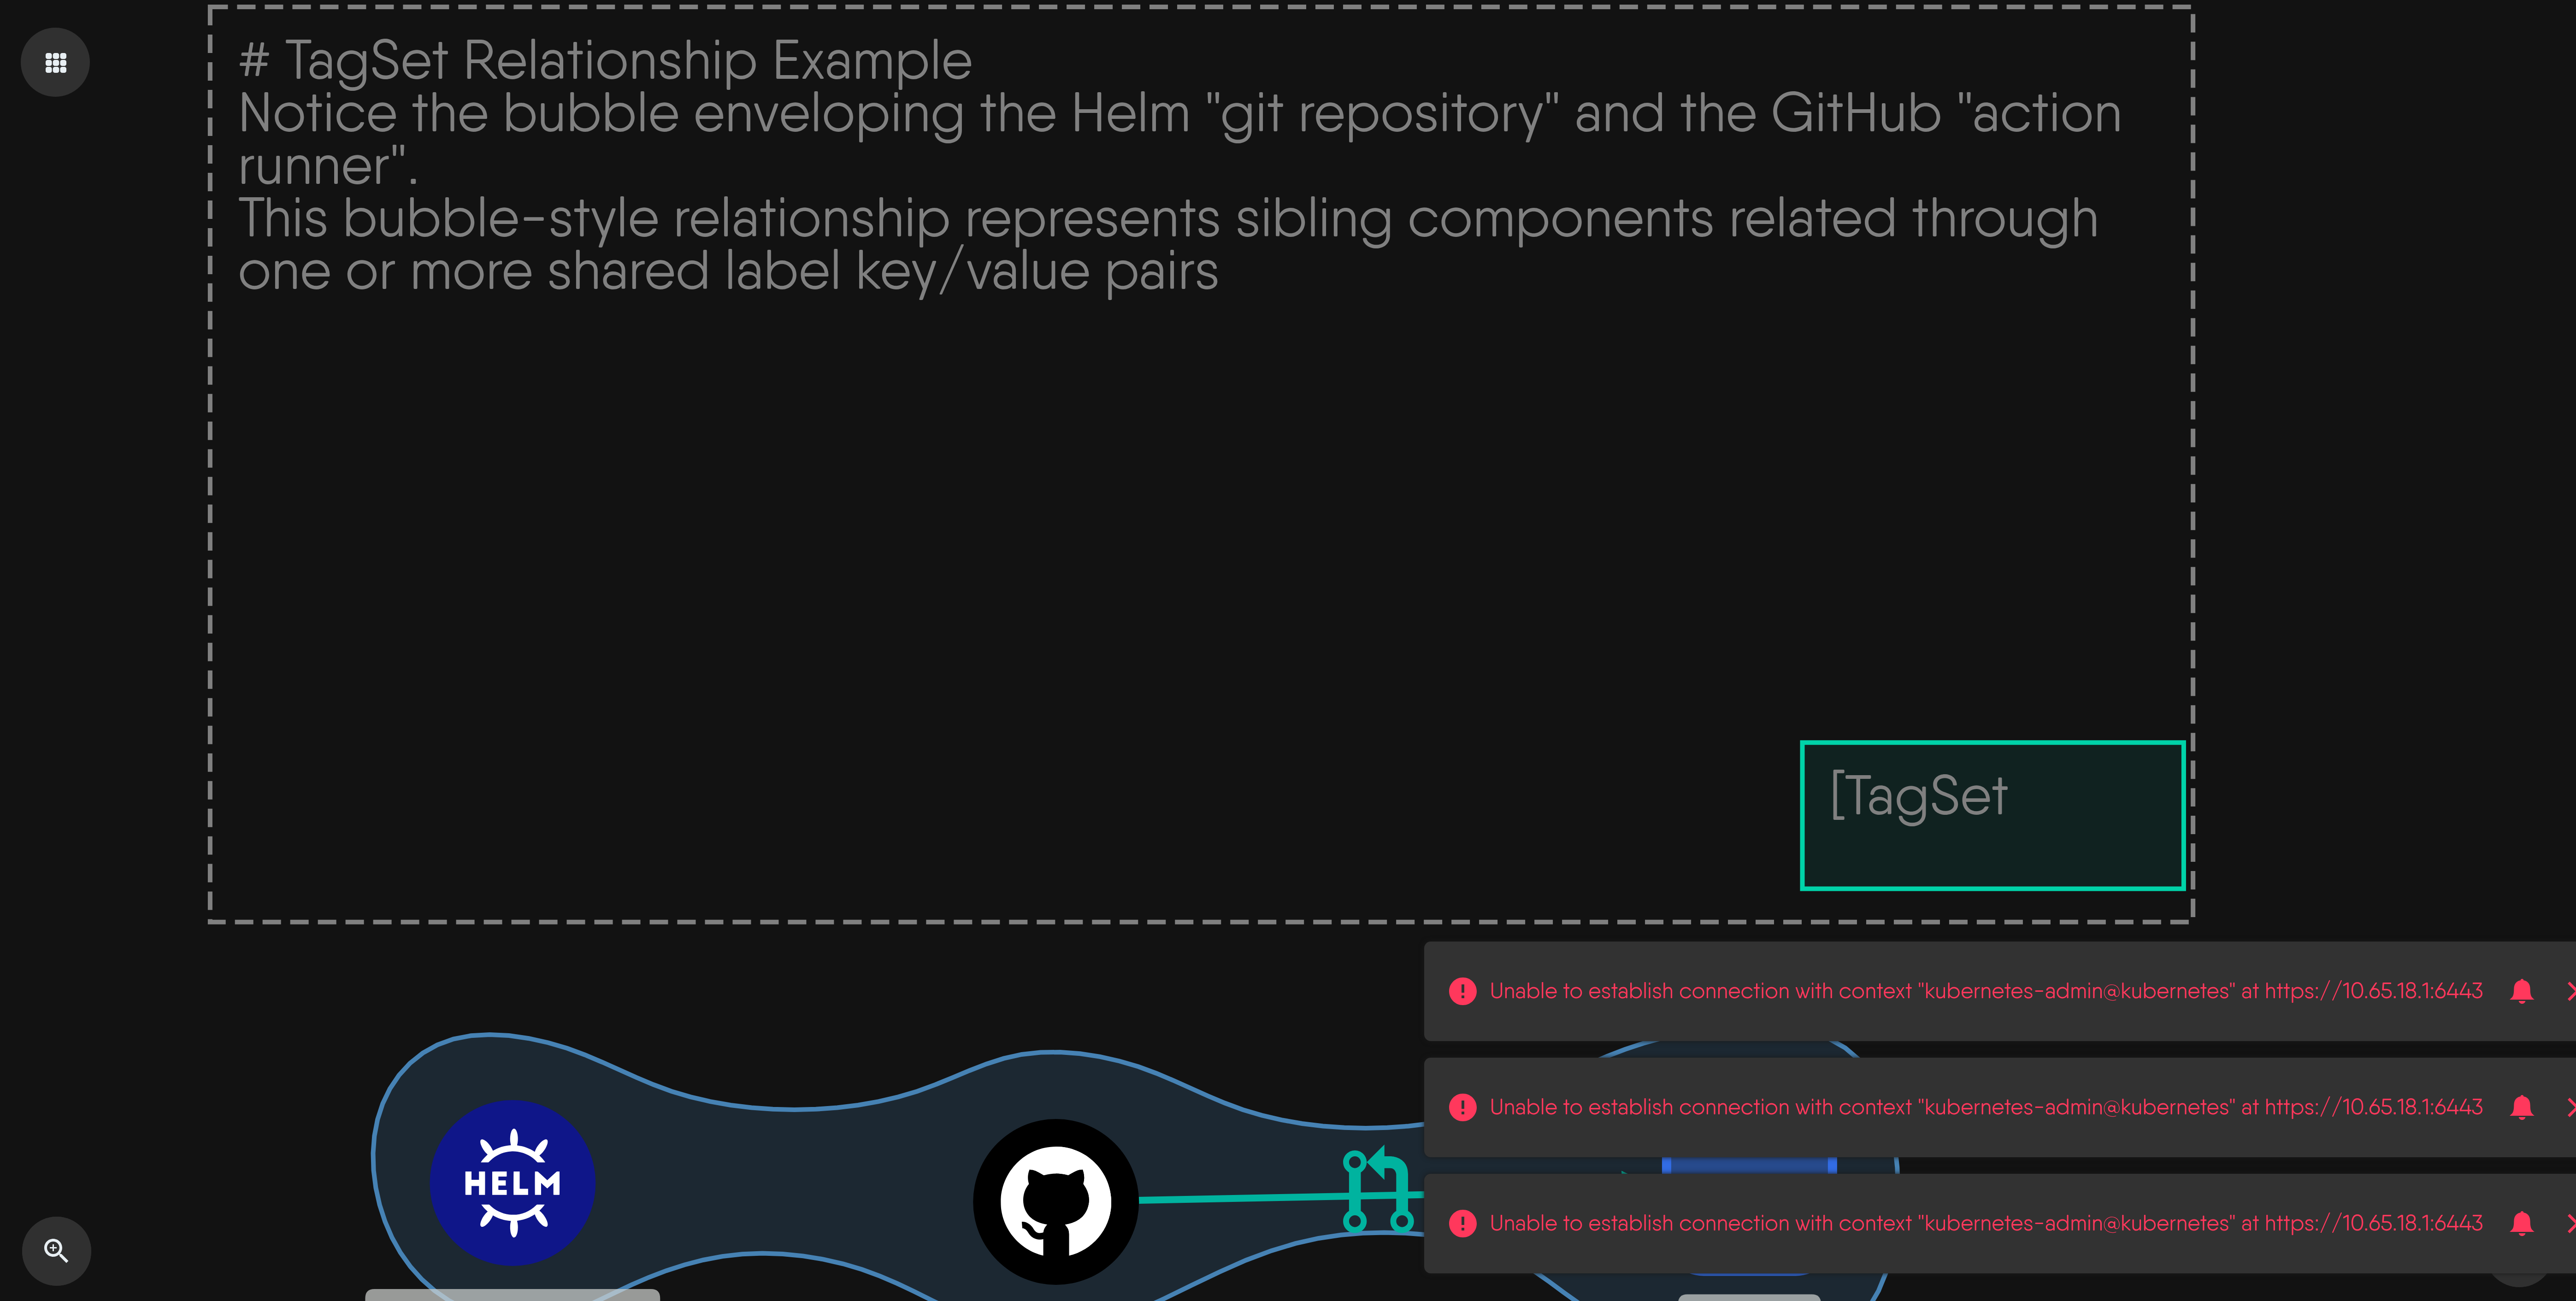 # TagSet Relationship Example
Notice the bubble enveloping the Helm "git repository" and the GitHub "action
runner".
This bubble-style relationship represents sibling components related through
one or more shared label key/value pairs
[TagSet
Unable to establish connection with context "kubernetes-admin@kubernetes" at https://10.65.18.1:6443
Unable to establish connection with context "kubernetes-admin@kubernetes" at https://10.65.18.1:6443
HELM
Unable to establish connection with context "kubernetes-admin@kubernetes" at https://10.65.18.1:6443